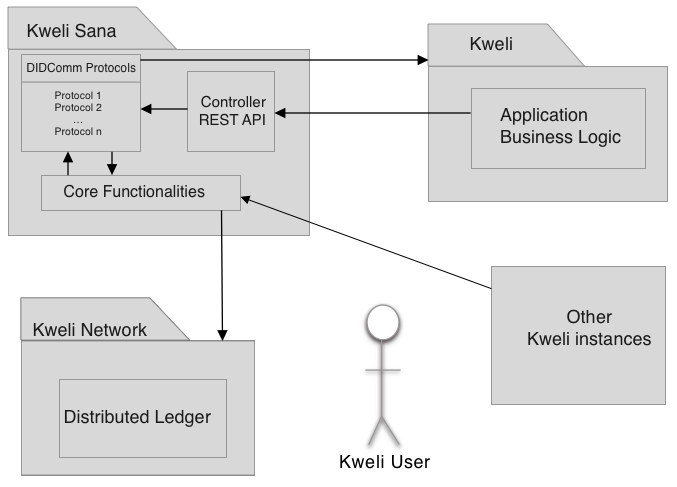 Kweli Sana
DIDComm Protocols
Protocol 1
Protocol 2
...
Protocol n
Controller
REST API
Core Functionalities
Kweli
Application
Business Logic
Other
Kweli instances
Kweli Network
Distributed Ledger
Kweli User